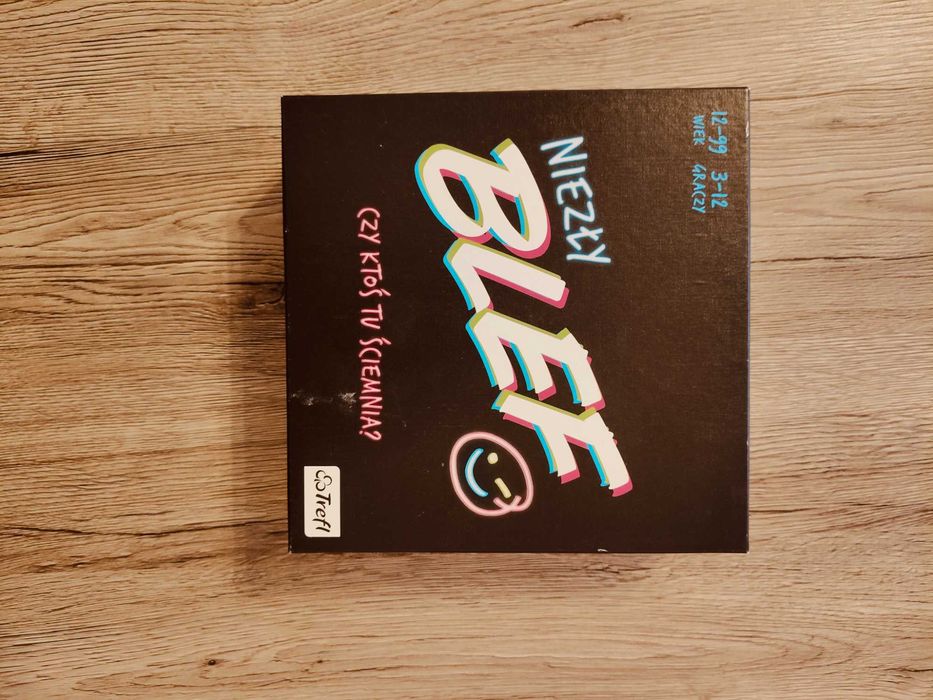 12-99 3-12
WIEK GRACZY
NIEZŁY
BLEF
CZY KTOŚ TU ŚCIEMNIA?
Trefl